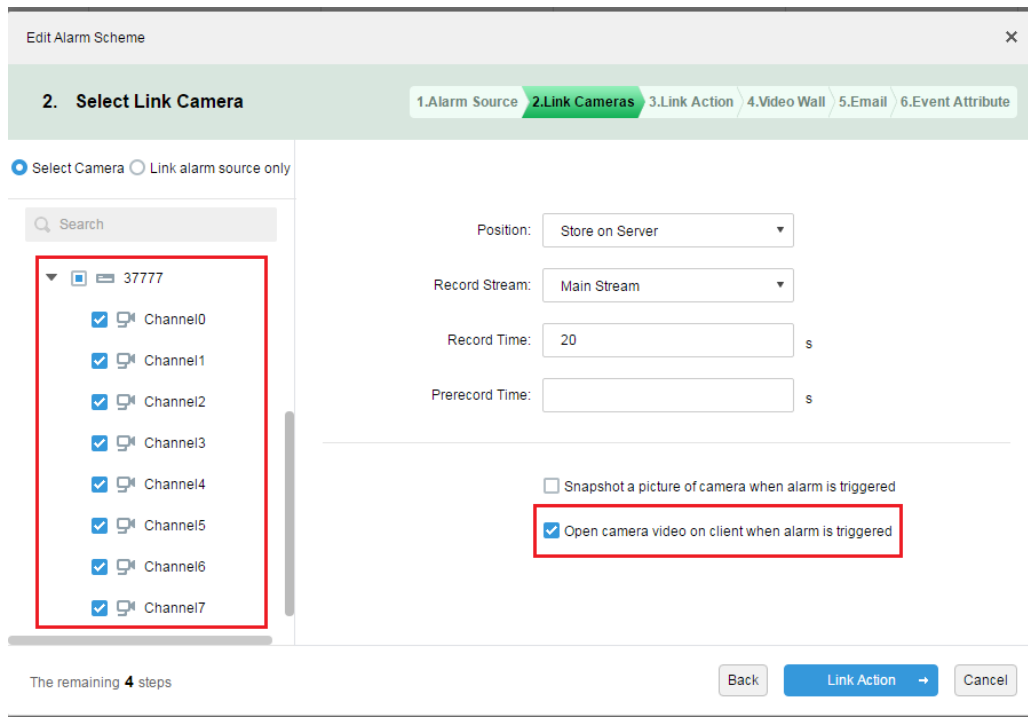 Edit Alarm Scheme
2. Select Link Camera
1.Alarm Source 2.Link Cameras 3.Link Action 4.Video Wall 5.Email 6.Event Attribute
Select Camera Link alarm source only
Search
37777
Channel0
Channel1
Channel2
Channel3
Channel4
Channel5
Channel6
Channel7
Position: Store on Server
Record Stream: Main Stream
Record Time: 20 s
Prerecord Time: s
Snapshot a picture of camera when alarm is triggered
Open camera video on client when alarm is triggered
The remaining 4 steps
Back Link Action → Cancel